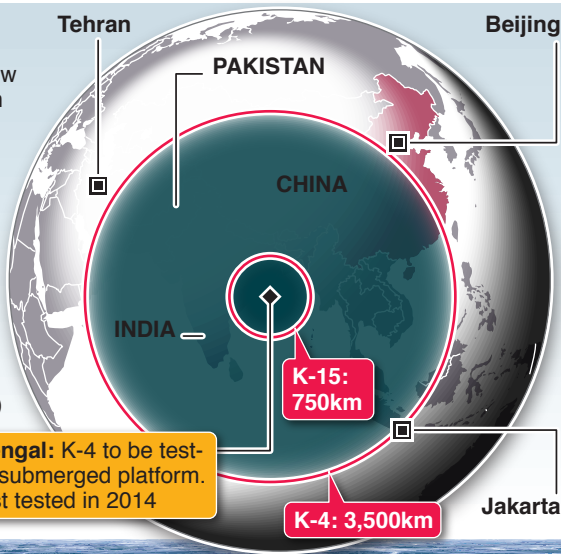 Tehran
Beijing
PAKISTAN
CHINA
INDIA
K-15:
750km
ngal: K-4 to be test-
submerged platform.
st tested in 2014
K-4: 3,500km
Jakarta